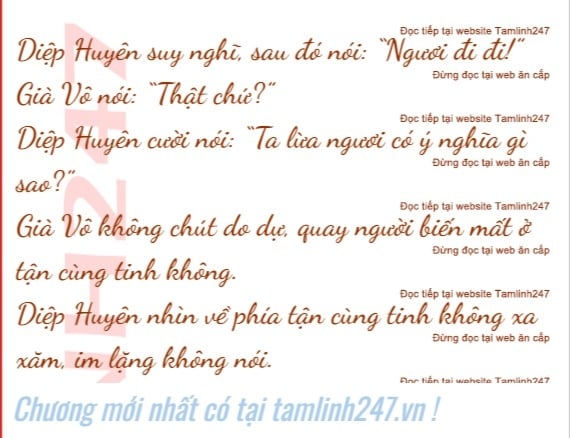 Đọc tiếp tại website Tamlinh247
Diệp Huyên suy nghĩ, sau đó nói: “Ngươi đi đi!”
Đừng đọc tại web ăn cắp
Già Vô nói: “Thật chứ?”
Đọc tiếp tại website Tamlinh247
Diệp Huyên cười nói: “Ta lừa ngươi có ý nghĩa gì
Đừng đọc tại web ăn cắp
sao?”
Đọc tiếp tại website Tamlinh247
Già Vô không chút do dự, quay người biến mất ở
Đừng đọc tại web ăn cắp
tận cùng tinh không.
Đọc tiếp tại website Tamlinh247
Diệp Huyên nhìn về phía tận cùng tinh không xa
Đừng đọc tại web ăn cắp
xăm, im lặng không nói.
Đọc tiếp tại website Tamlinh247
NH247
Chương mới nhất có tại tamlinh247.vn !